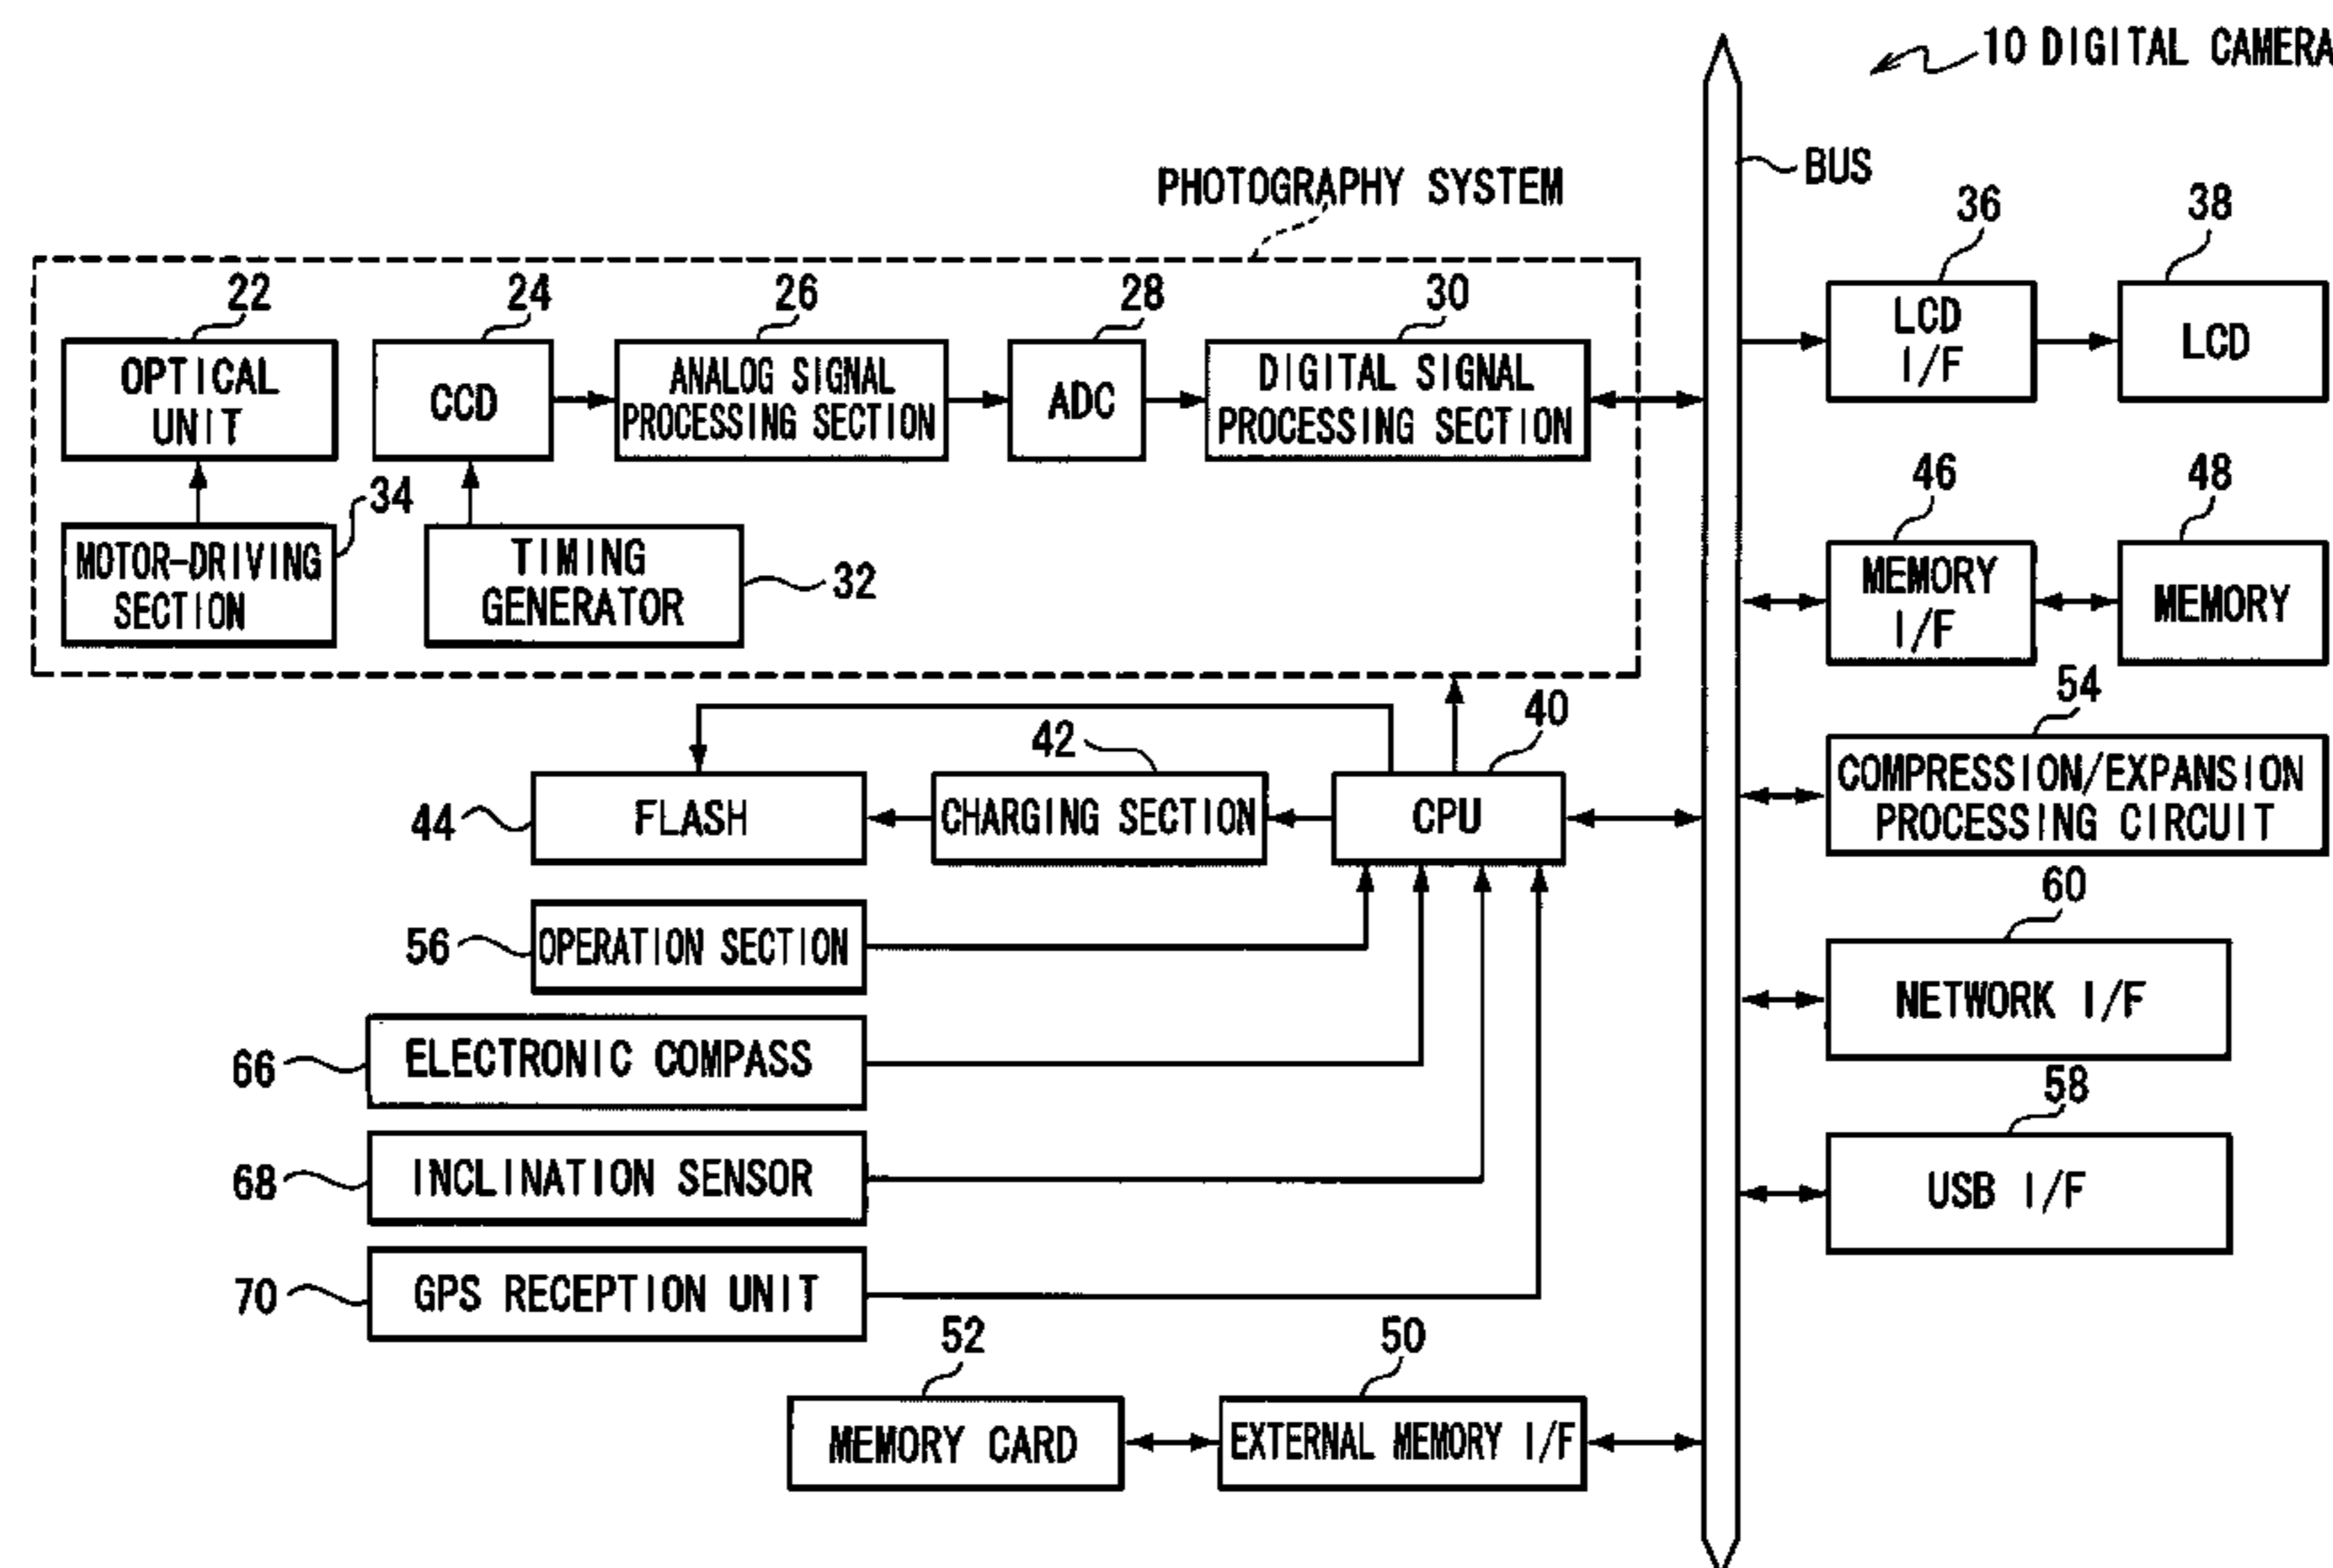 10 DIGITAL CAMERA
BUS
PHOTOGRAPHY SYSTEM
36
38
22
24
26
28
30
OPTICAL
UNIT
CCD
ANALOG SIGNAL
PROCESSING SECTION
ADC
DIGITAL SIGNAL
PROCESSING SECTION
LCD
I/F
LCD
34
46
48
MOTOR-DRIVING
SECTION
TIMING
GENERATOR
32
MEMORY
I/F
MEMORY
54
42
40
COMPRESSION/EXPANSION
PROCESSING CIRCUIT
44
FLASH
CHARGING SECTION
CPU
60
56
OPERATION SECTION
NETWORK I/F
66
ELECTRONIC COMPASS
58
68
INCLINATION SENSOR
USB I/F
70
GPS RECEPTION UNIT
52
50
MEMORY CARD
EXTERNAL MEMORY I/F